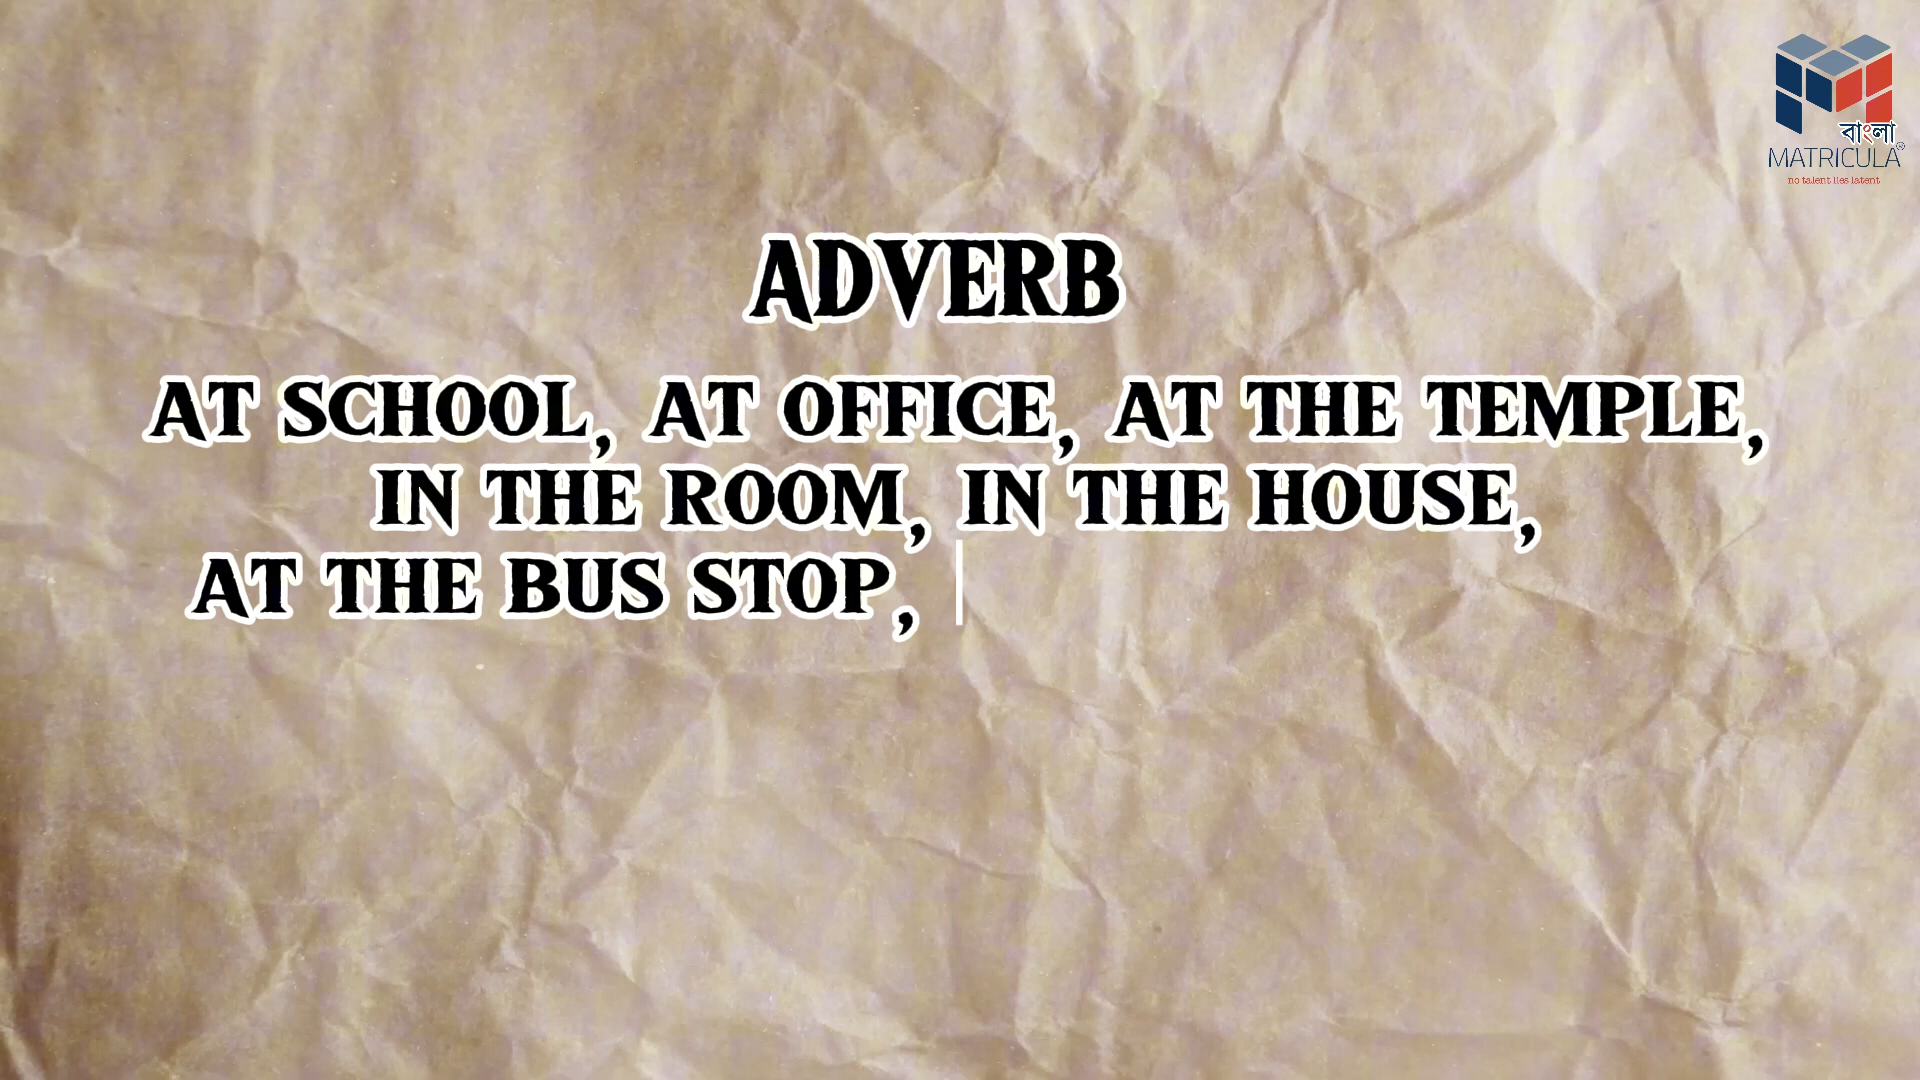 বাংলা
MATRICULA®
no talent lies latent
ADVERB
AT SCHOOL, AT OFFICE, AT THE TEMPLE,
IN THE ROOM, IN THE HOUSE,
AT THE BUS STOP,